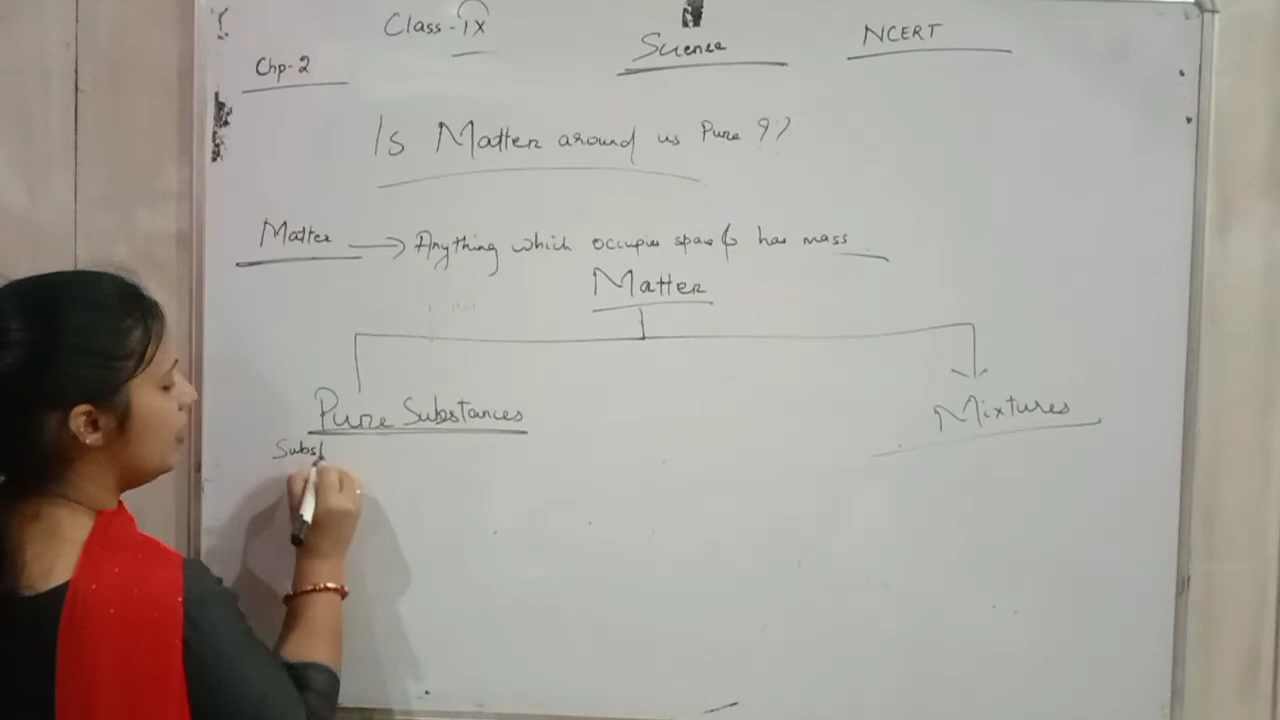 Class-IX
Science
NCERT
Chp-2
Is Matter around us Pure ??
Matter → Anything which occupies space & has mass
Matter
Pure Substances
Mixtures
Subst